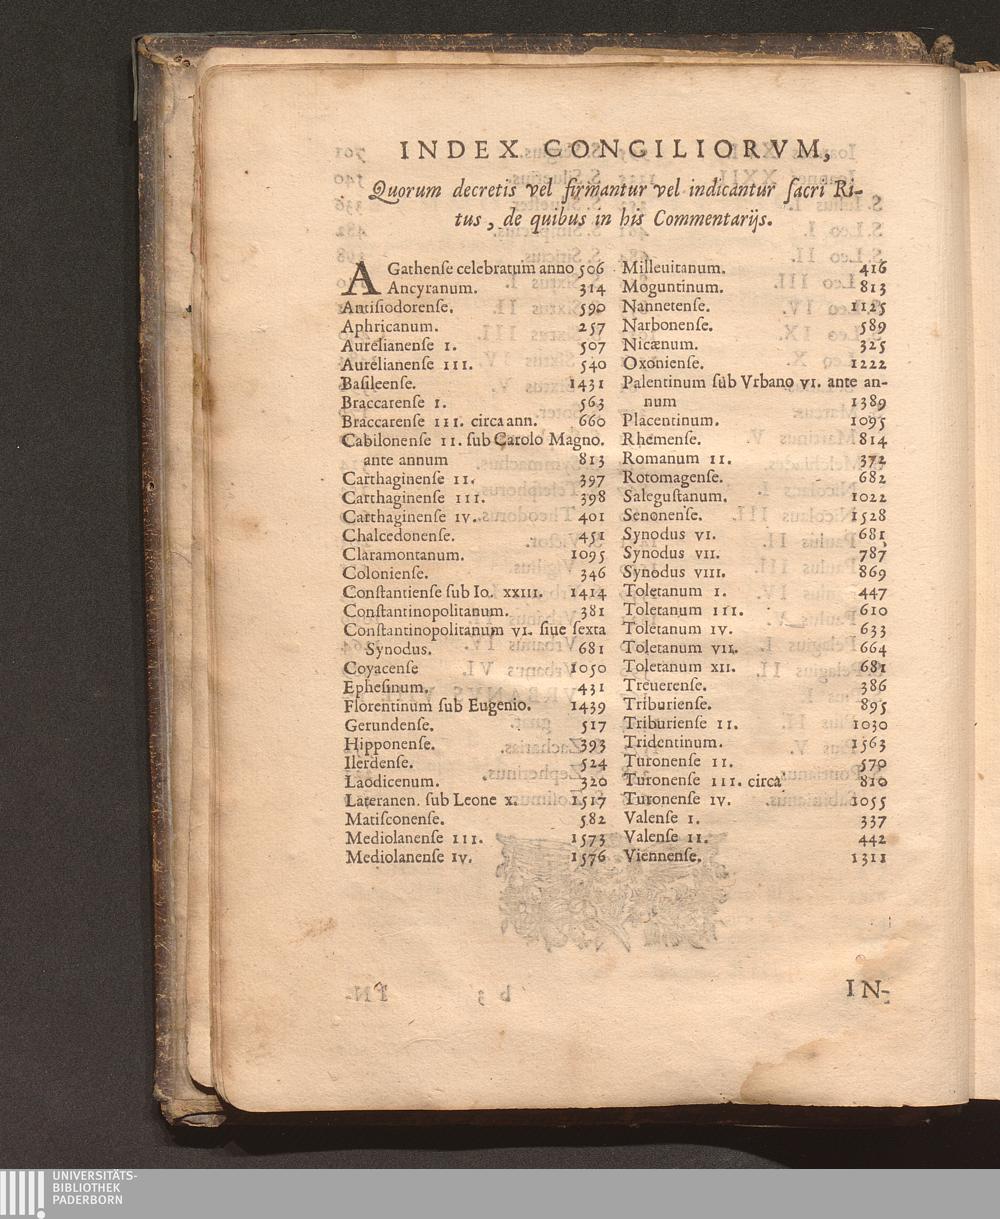 INDEX CONCILIORVM,
Quorum decretis vel firmantur vel indicantur ſacri Ri-
tus, de quibus in his Commentarijs.
AGathenſe celebratum anno 506
Ancyranum. 314
Antiſiodorenſe. 590
Aphricanum. 257
Aurelianenſe I. 507
Aurelianenſe III. 540
Baſileenſe. 1431
Braccarenſe I. 563
Braccarenſe III. circa ann. 660
Cabilonenſe II. ſub Carolo Magno.
ante annum 813
Carthaginenſe II. 397
Carthaginenſe III. 398
Carthaginenſe IV. 401
Chalcedonenſe. 451
Claramontanum. 1095
Colonienſe. 346
Conſtantienſe ſub Io. XXIII. 1414
Conſtantinopolitanum. 381
Conſtantinopolitanum VI. ſiue ſexta
Synodus. 681
Coyacenſe 1050
Epheſinum. 431
Florentinum ſub Eugenio. 1439
Gerundenſe. 517
Hipponenſe. 393
Ilerdenſe. 524
Laodicenum. 320
Lateranen. ſub Leone X. 1517
Matiſconenſe. 582
Mediolanenſe III. 1573
Mediolanenſe IV. 1576
Milleuitanum. 416
Moguntinum. 813
Nannetenſe. 1125
Narbonenſe. 589
Nicænum. 325
Oxonienſe. 1222
Palentinum ſub Vrbano VI. ante an-
num 1389
Placentinum. 1095
Rhemenſe. 814
Romanum II. 372
Rotomagenſe. 682
Saleguſtanum. 1022
Senonenſe. 1528
Synodus VI. 681
Synodus VII. 787
Synodus VIII. 869
Toletanum I. 447
Toletanum III. 610
Toletanum IV. 633
Toletanum VII. 664
Toletanum XII. 681
Treuerenſe. 386
Triburienſe. 895
Triburienſe II. 1030
Tridentinum. 1563
Turonenſe II. 570
Turonenſe III. circa 810
Turonenſe IV. 1055
Valenſe I. 337
Valenſe II. 442
Viennenſe. 1311
IN-
UNIVERSITÄTS-
BIBLIOTHEK
PADERBORN